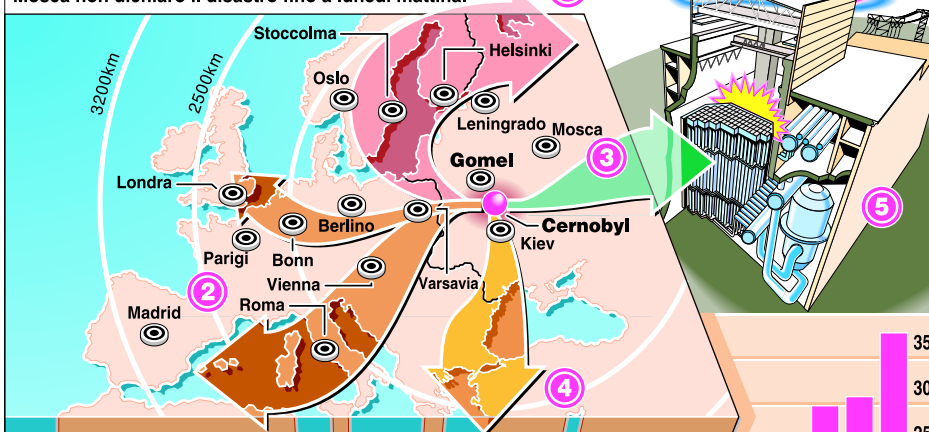 Mosca non dichiarò il disastro fino a lunedì mattina.
Stoccolma
Helsinki
Oslo
3200km
2500km
Leningrado
Mosca
Gomel
3
Londra
5
Cernobyl
Berlino
Kiev
Parigi
Bonn
Vienna
Varsavia
2
Roma
Madrid
4
35
30
25